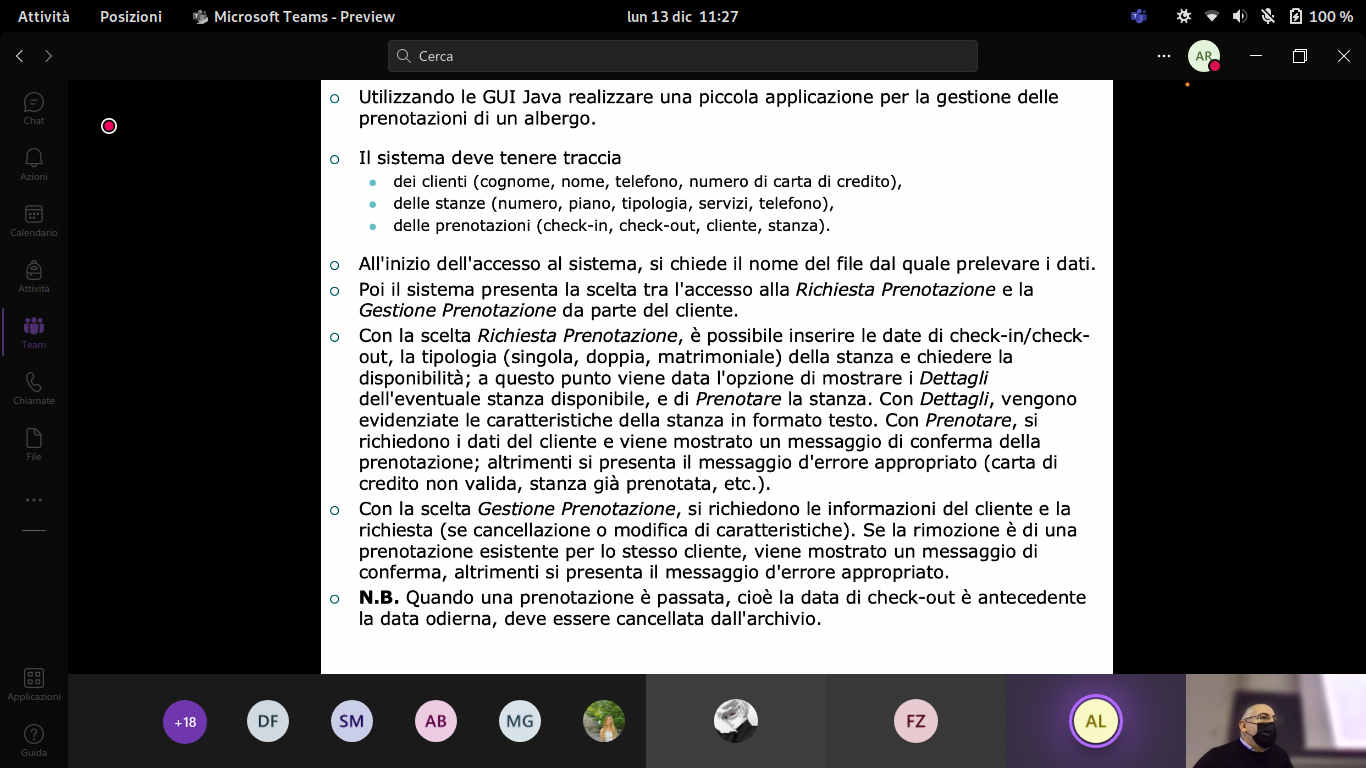 Attività Posizioni Microsoft Teams - Preview lun 13 dic 11:27 100 %
Cerca AR
Chat
Azioni
Calendario
Attività
Team
Chiamate
File
Applicazioni
Guida
Utilizzando le GUI Java realizzare una piccola applicazione per la gestione delle
prenotazioni di un albergo.
Il sistema deve tenere traccia
dei clienti (cognome, nome, telefono, numero di carta di credito),
delle stanze (numero, piano, tipologia, servizi, telefono),
delle prenotazioni (check-in, check-out, cliente, stanza).
All'inizio dell'accesso al sistema, si chiede il nome del file dal quale prelevare i dati.
Poi il sistema presenta la scelta tra l'accesso alla Richiesta Prenotazione e la
Gestione Prenotazione da parte del cliente.
Con la scelta Richiesta Prenotazione, è possibile inserire le date di check-in/check-
out, la tipologia (singola, doppia, matrimoniale) della stanza e chiedere la
disponibilità; a questo punto viene data l'opzione di mostrare i Dettagli
dell'eventuale stanza disponibile, e di Prenotare la stanza. Con Dettagli, vengono
evidenziate le caratteristiche della stanza in formato testo. Con Prenotare, si
richiedono i dati del cliente e viene mostrato un messaggio di conferma della
prenotazione; altrimenti si presenta il messaggio d'errore appropriato (carta di
credito non valida, stanza già prenotata, etc.).
Con la scelta Gestione Prenotazione, si richiedono le informazioni del cliente e la
richiesta (se cancellazione o modifica di caratteristiche). Se la rimozione è di una
prenotazione esistente per lo stesso cliente, viene mostrato un messaggio di
conferma, altrimenti si presenta il messaggio d'errore appropriato.
N.B. Quando una prenotazione è passata, cioè la data di check-out è antecedente
la data odierna, deve essere cancellata dall'archivio.
+18 DF SM AB MG FZ AL